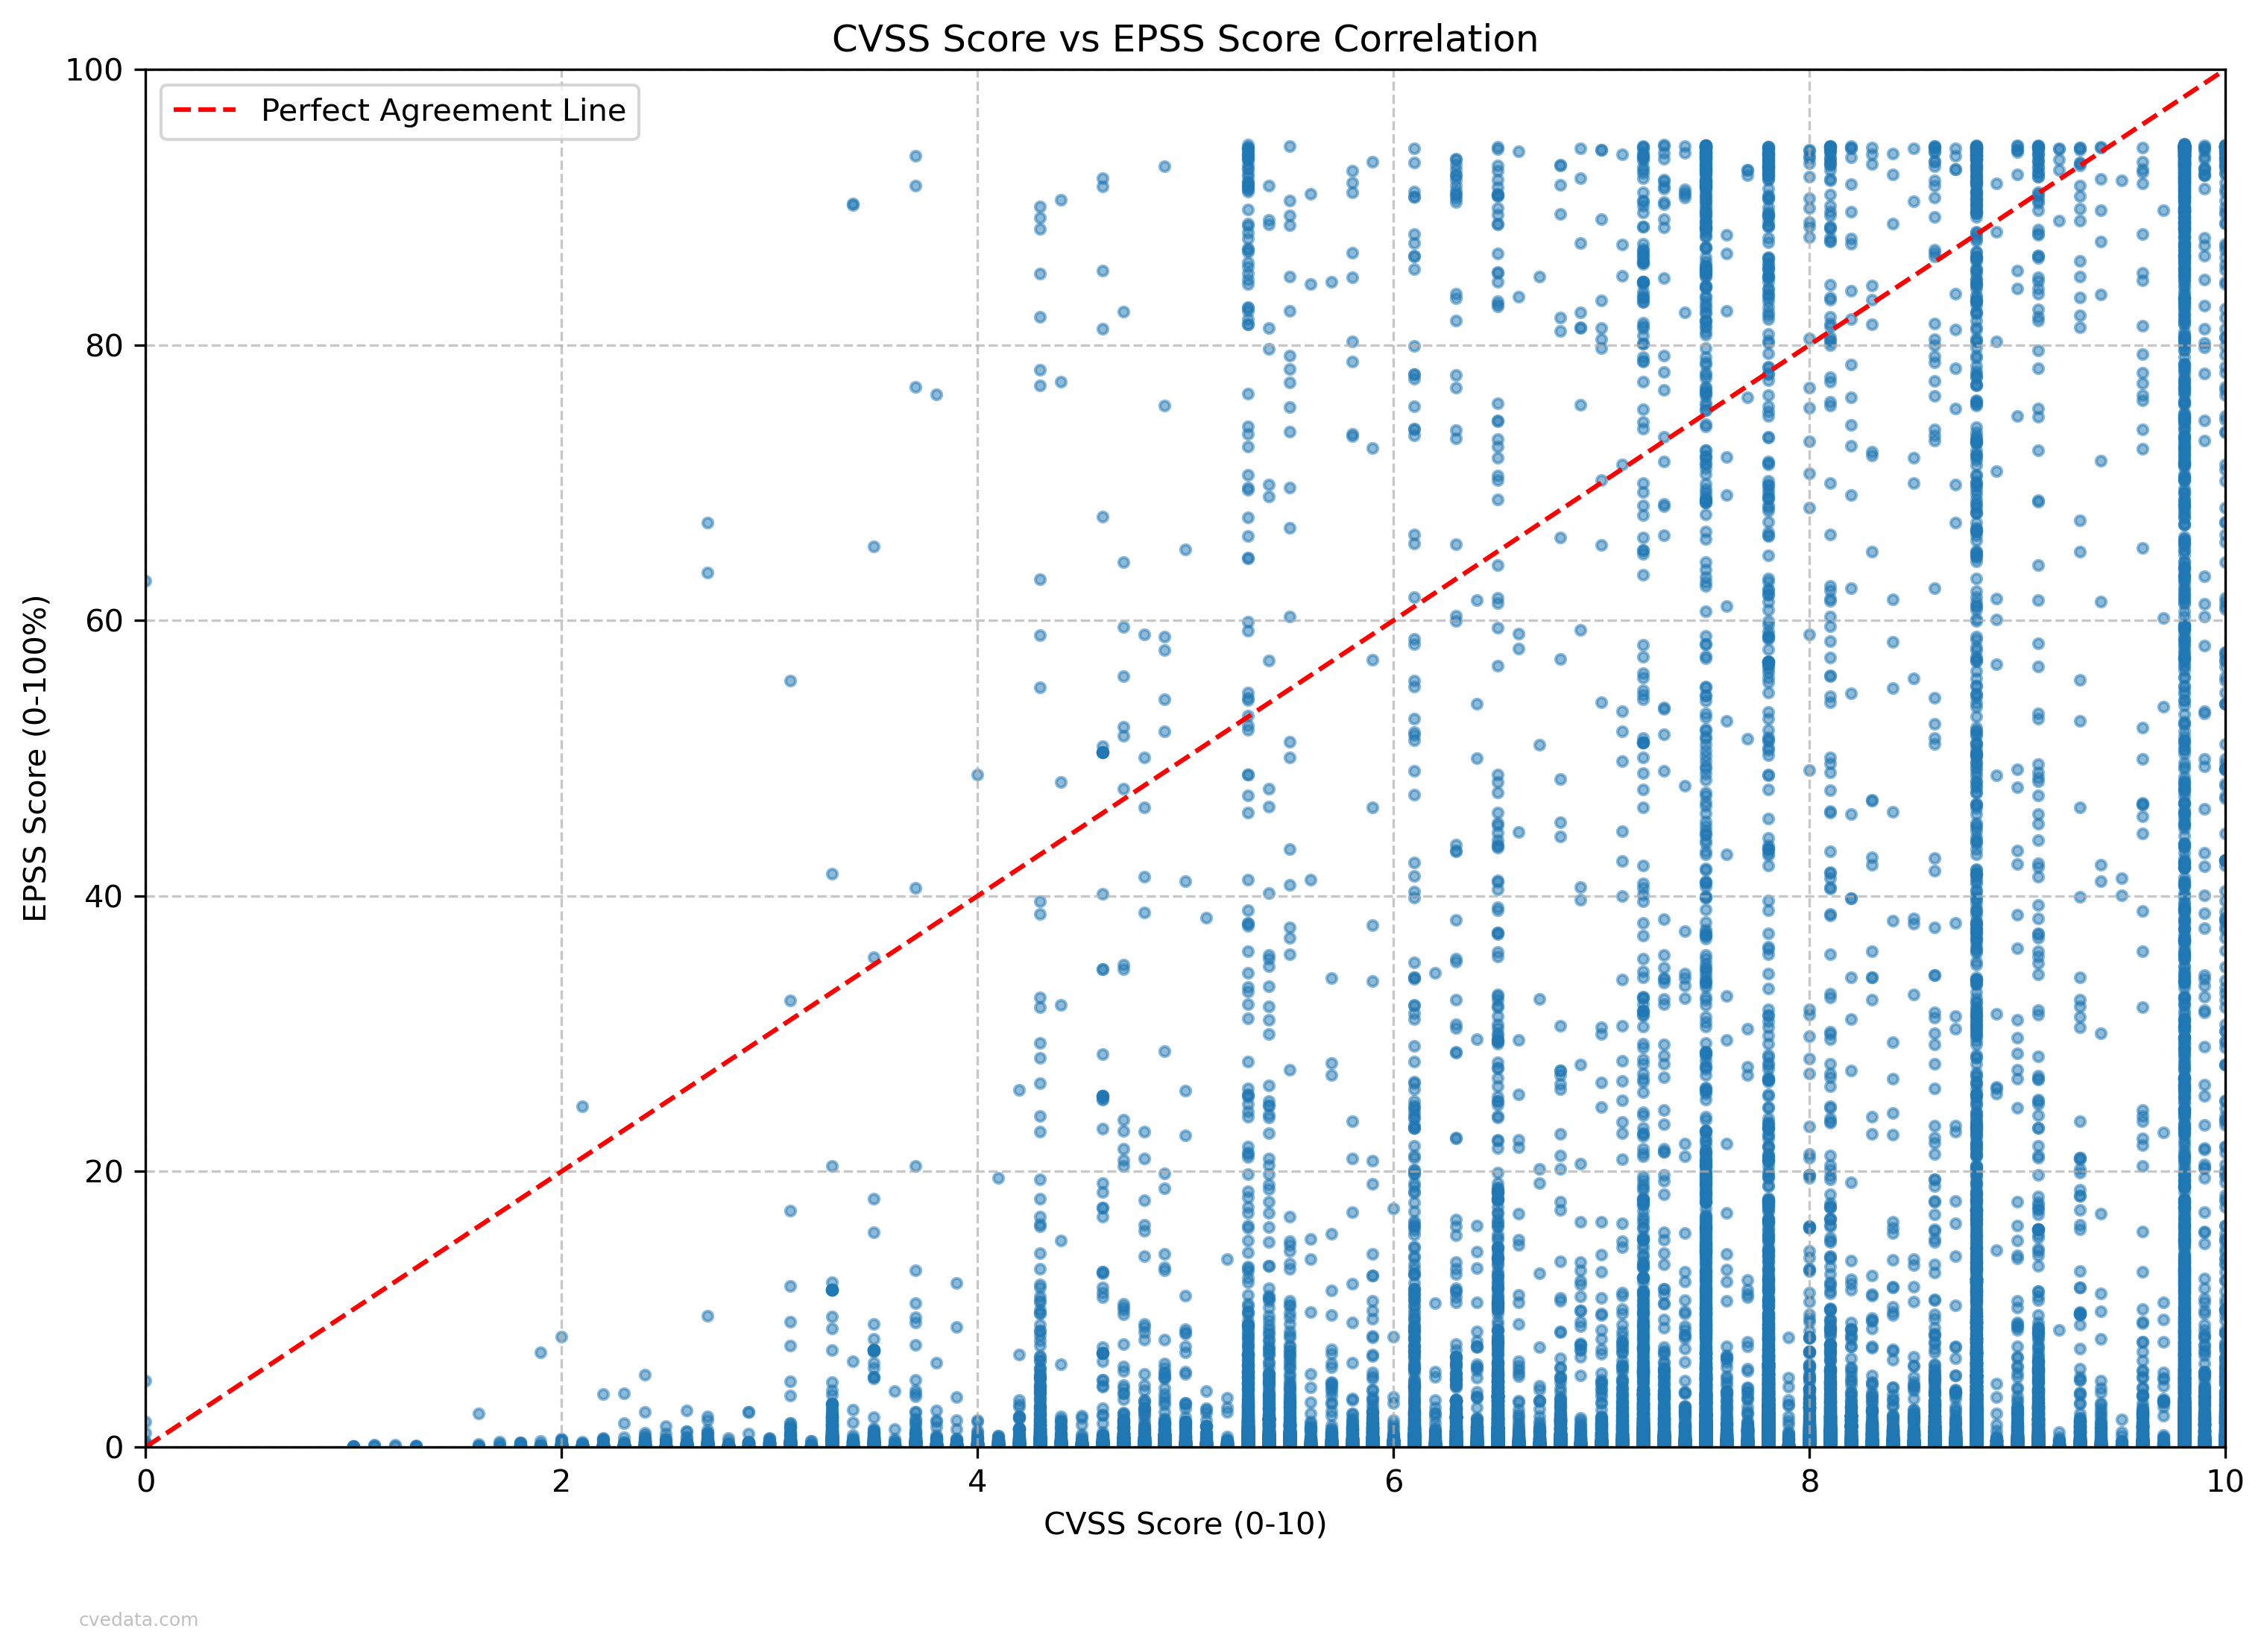 CVSS Score vs EPSS Score Correlation
Perfect Agreement Line
EPSS Score (0-100%)
100
80
60
40
20
0
0 2 4 6 8 10
CVSS Score (0-10)
cvedata.com